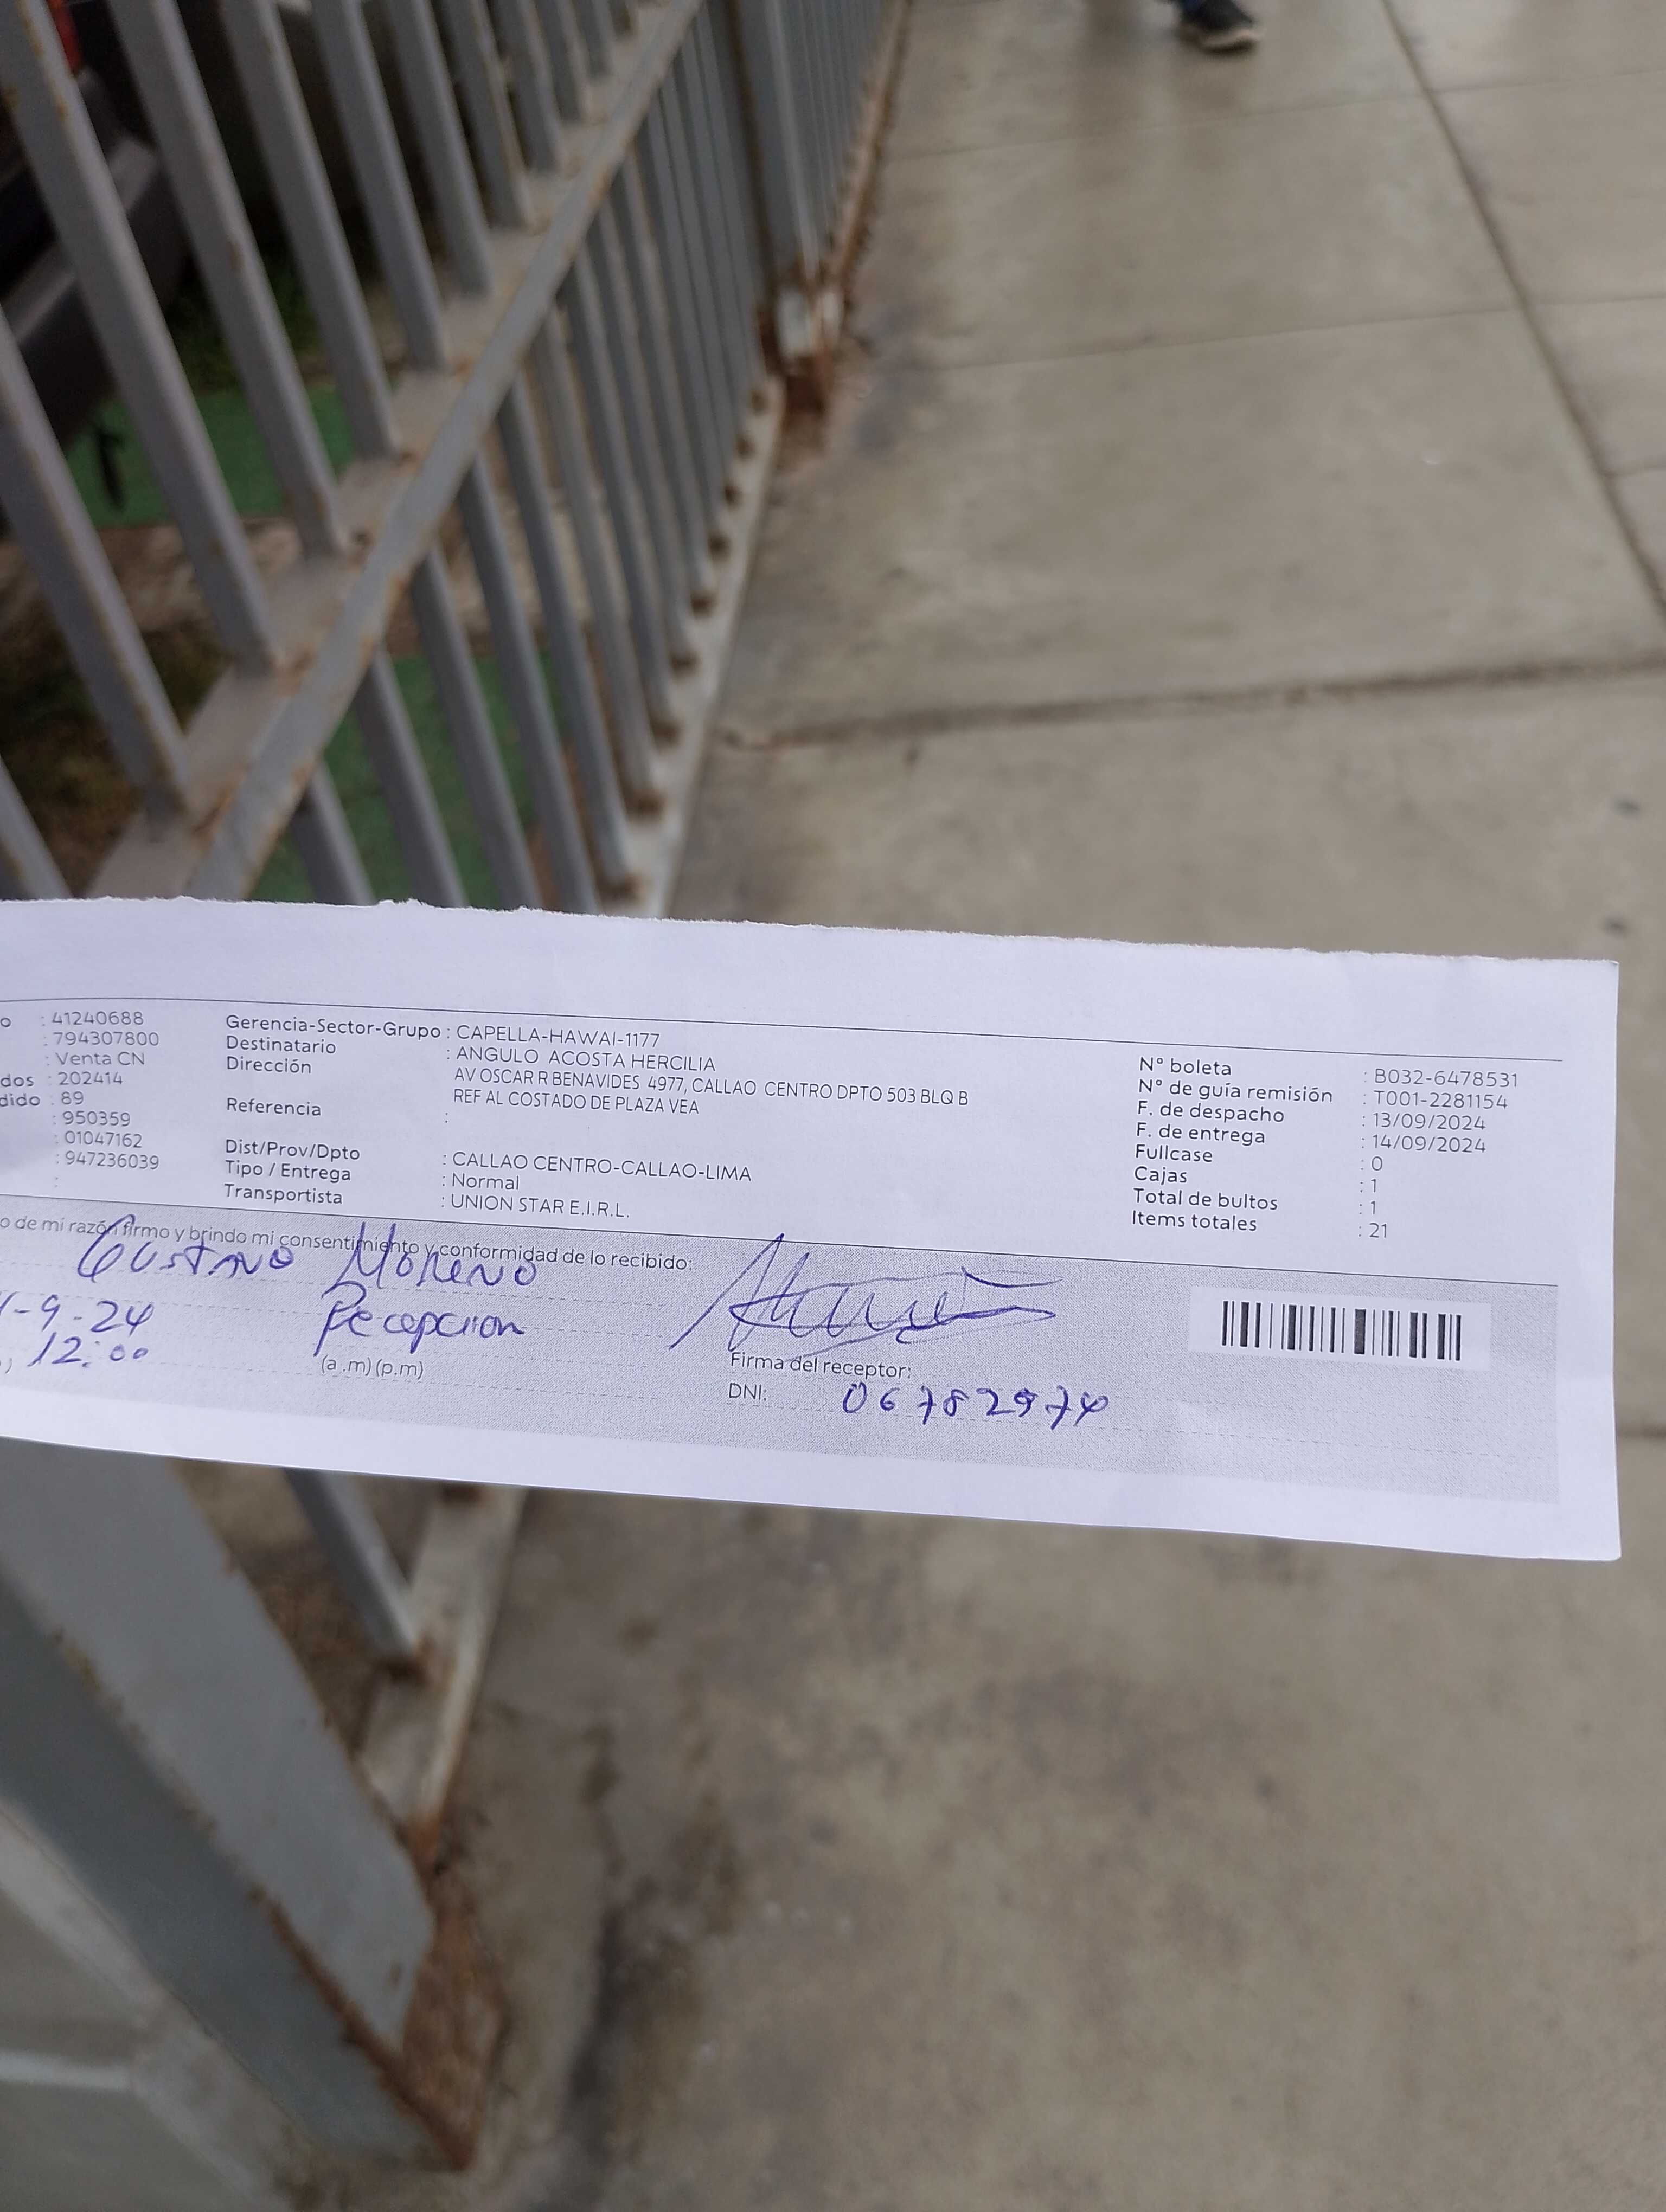 o : 41240688
: 794307800
: Venta CN
dos : 202414
dido : 89
: 950359
: 01047162
: 947236039
:
Gerencia-Sector-Grupo : CAPELLA-HAWAI-1177
Destinatario : ANGULO ACOSTA HERCILIA
Dirección : AV OSCAR R BENAVIDES 4977, CALLAO CENTRO DPTO 503 BLQ B
REF AL COSTADO DE PLAZA VEA
Referencia :
Dist/Prov/Dpto : CALLAO CENTRO-CALLAO-LIMA
Tipo / Entrega : Normal
Transportista : UNION STAR E.I.R.L.
N° boleta : B032-6478531
N° de guía remisión : T001-2281154
F. de despacho : 13/09/2024
F. de entrega : 14/09/2024
Fullcase : 0
Cajas : 1
Total de bultos : 1
Items totales : 21
o de mi razón firmo y brindo mi consentimiento y conformidad de lo recibido:
Gustavo Moreno
-9-24 Recepcion
12:00
(a.m) (p.m)
Firma del receptor:
DNI: 06782974